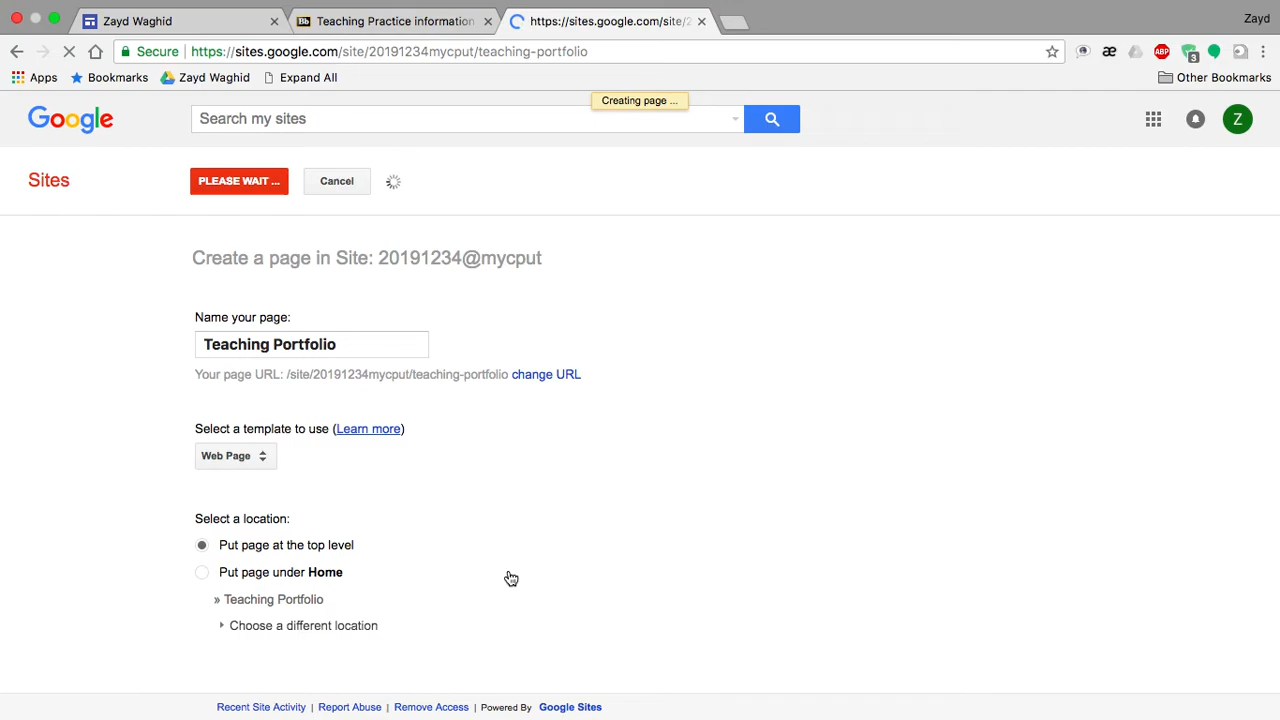 Zayd Waghid
Teaching Practice information
https://sites.google.com/site/2
Zayd
Secure https://sites.google.com/site/20191234mycput/teaching-portfolio
ABP
3
Apps Bookmarks Zayd Waghid Expand All Other Bookmarks
Creating page ...
Google Search my sites Z
Sites PLEASE WAIT ... Cancel
Create a page in Site: 20191234@mycput
Name your page:
Teaching Portfolio
Your page URL: /site/20191234mycput/teaching-portfolio change URL
Select a template to use (Learn more)
Web Page
Select a location:
Put page at the top level
Put page under Home
» Teaching Portfolio
Choose a different location
Recent Site Activity | Report Abuse | Remove Access | Powered By Google Sites